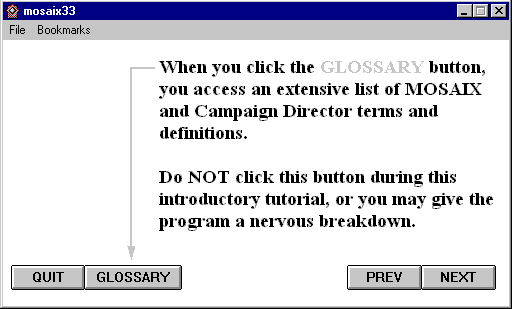 mosaix33
File Bookmarks
When you click the GLOSSARY button,
you access an extensive list of MOSAIX
and Campaign Director terms and
definitions.
Do NOT click this button during this
introductory tutorial, or you may give the
program a nervous breakdown.
QUIT GLOSSARY PREV NEXT